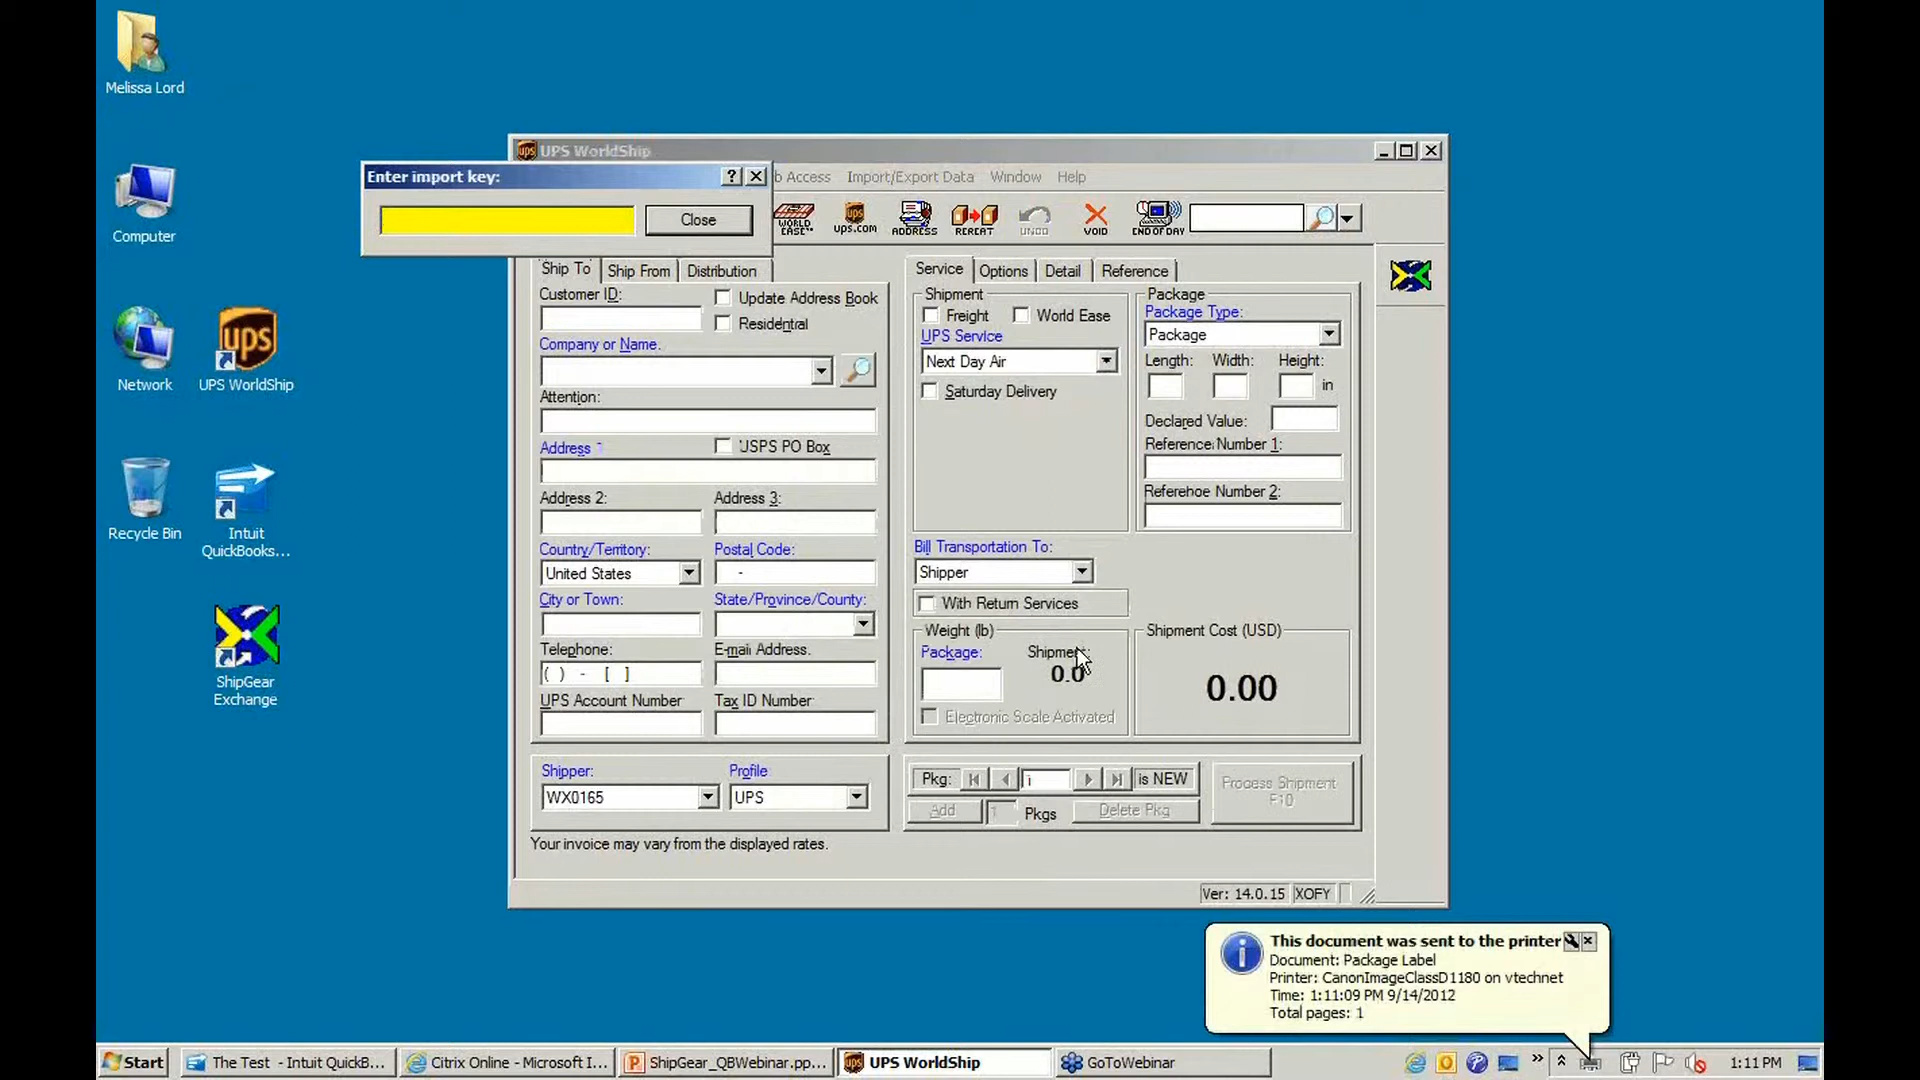 Melissa Lord
Computer
Network
UPS WorldShip
Recycle Bin
Intuit
QuickBooks...
ShipGear
Exchange
UPS WorldShip
Enter import key:
Close
b Access
Import/Export Data
Window
Help
WORLD
EASE
ups.com
ADDRESS
REPEAT
UNDO
VOID
END OF DAY
Ship To
Ship From
Distribution
Customer ID:
Update Address Book
Residential
Company or Name:
Attention:
Address 1
USPS PO Box
Address 2:
Address 3:
Country/Territory:
Postal Code:
United States
-
City or Town:
State/Province/County:
Telephone:
E-mail Address.
( ) - [ ]
UPS Account Number
Tax ID Number
Shipper:
Profile
WX0165
UPS
Your invoice may vary from the displayed rates.
Service
Options
Detail
Reference
Shipment
Freight
World Ease
UPS Service
Next Day Air
Saturday Delivery
Package
Package Type:
Package
Length:
Width:
Height:
in
Declared Value:
Reference Number 1:
Reference Number 2:
Bill Transportation To:
Shipper
With Return Services
Weight (lb)
Package:
Shipment:
0.0
Electronic Scale Activated
Shipment Cost (USD)
0.00
Pkg:
1
is NEW
Add
1
Pkgs
Delete Pkg
Process Shipment
F10
Ver: 14.0.15
XOFY
This document was sent to the printer
Document: Package Label
Printer: CanonImageClassD1180 on vtechnet
Time: 1:11:09 PM 9/14/2012
Total pages: 1
Start
The Test - Intuit QuickB...
Citrix Online - Microsoft I...
ShipGear_QBWebinar.pp...
UPS WorldShip
GoToWebinar
1:11 PM